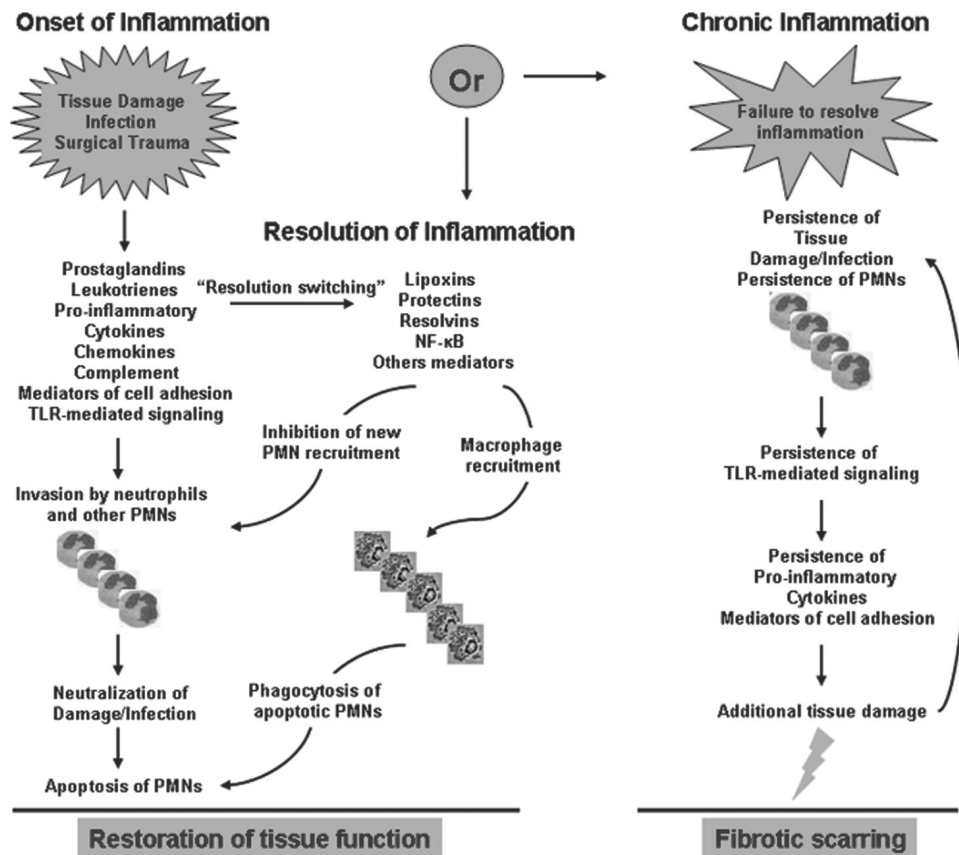 Onset of Inflammation
Tissue Damage
Infection
Surgical Trauma
Prostaglandins
Leukotrienes
Pro-inflammatory
Cytokines
Chemokines
Complement
Mediators of cell adhesion
TLR-mediated signaling
"Resolution switching"
Invasion by neutrophils
and other PMNs
Neutralization of
Damage/Infection
Apoptosis of PMNs
Or
Resolution of Inflammation
Lipoxins
Protectins
Resolvins
NF-κB
Others mediators
Inhibition of new
PMN recruitment
Macrophage
recruitment
Phagocytosis of
apoptotic PMNs
Restoration of tissue function
Chronic Inflammation
Failure to resolve
inflammation
Persistence of
Tissue
Damage/Infection
Persistence of PMNs
Persistence of
TLR-mediated signaling
Persistence of
Pro-inflammatory
Cytokines
Mediators of cell adhesion
Additional tissue damage
Fibrotic scarring